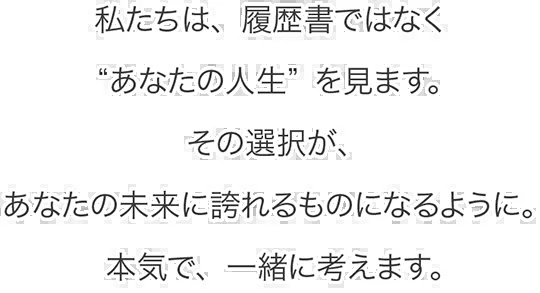 私たちは、履歴書ではなく
“あなたの人生”を見ます。
その選択が、
あなたの未来に誇れるものになるように。
本気で、一緒に考えます。